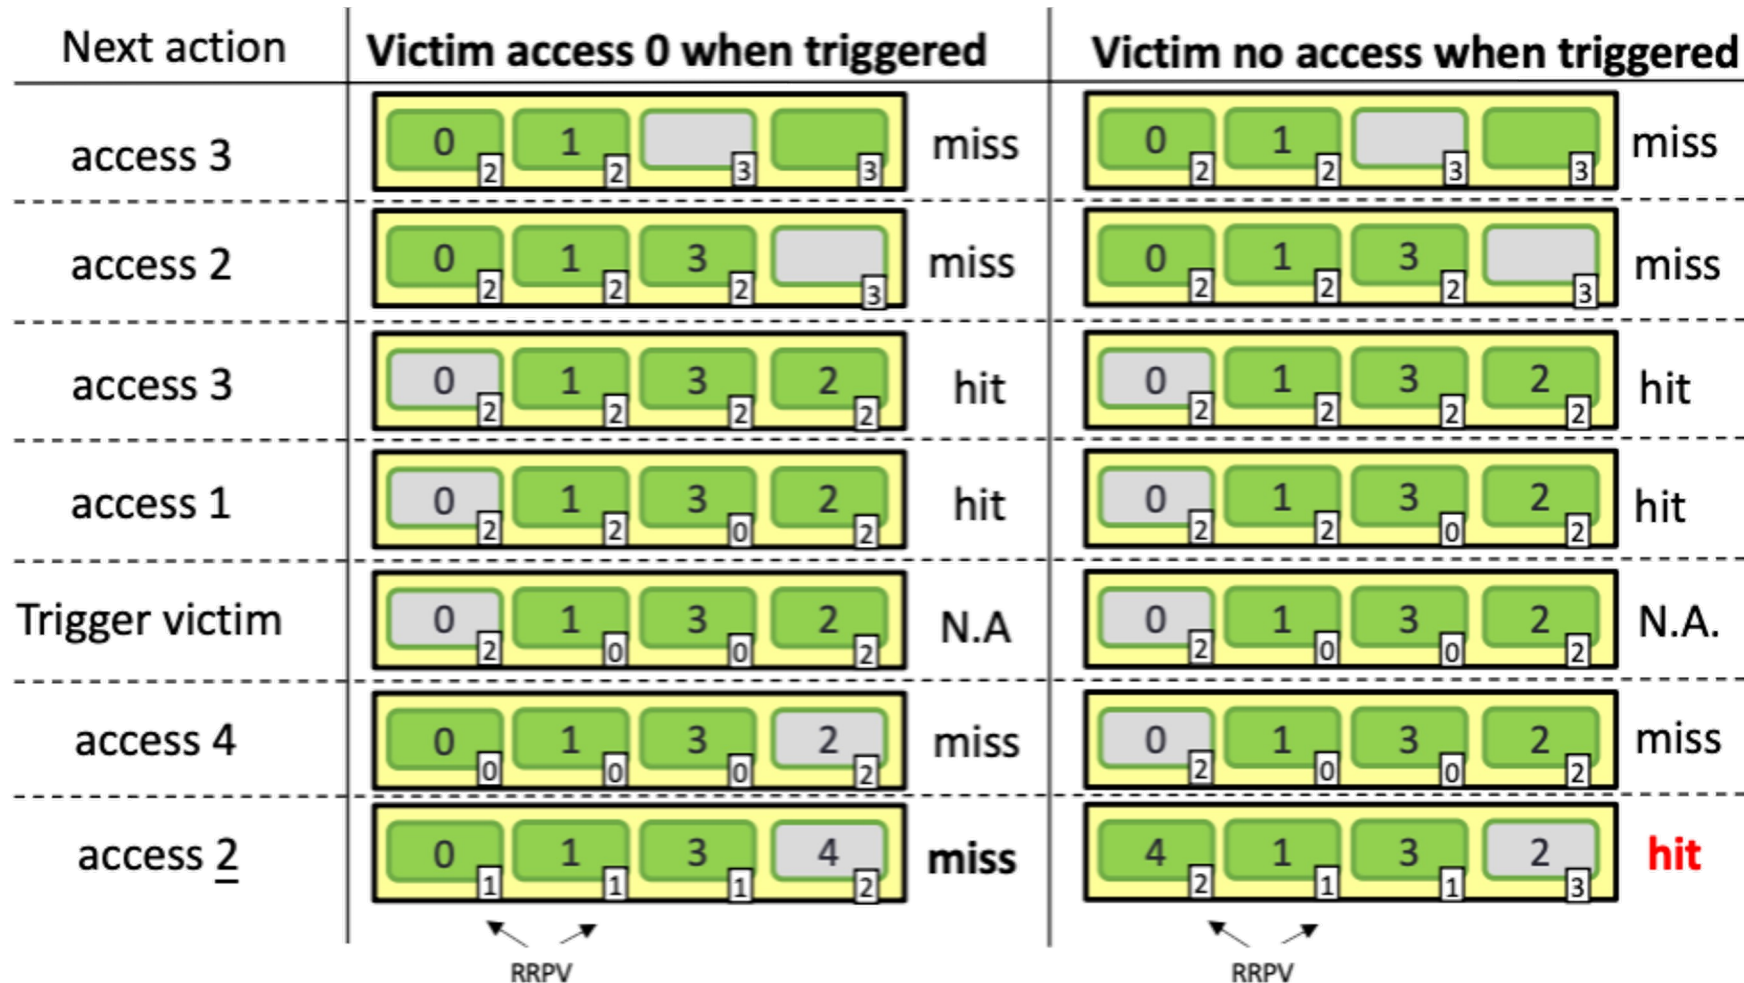 Next action Victim access 0 when triggered Victim no access when triggered
access 3 0 2 1 2 3 3 miss 0 2 1 2 3 3 miss
access 2 0 2 1 2 3 2 3 miss 0 2 1 2 3 2 3 miss
access 3 0 2 1 2 3 2 2 2 hit 0 2 1 2 3 2 2 2 hit
access 1 0 2 1 2 3 0 2 2 hit 0 2 1 2 3 0 2 2 hit
Trigger victim 0 2 1 0 3 0 2 2 N.A 0 2 1 0 3 0 2 2 N.A.
access 4 0 0 1 0 3 0 2 2 miss 0 2 1 0 3 0 2 2 miss
access 2 0 1 1 1 3 1 4 2 miss 4 2 1 1 3 1 2 3 hit
RRPV RRPV